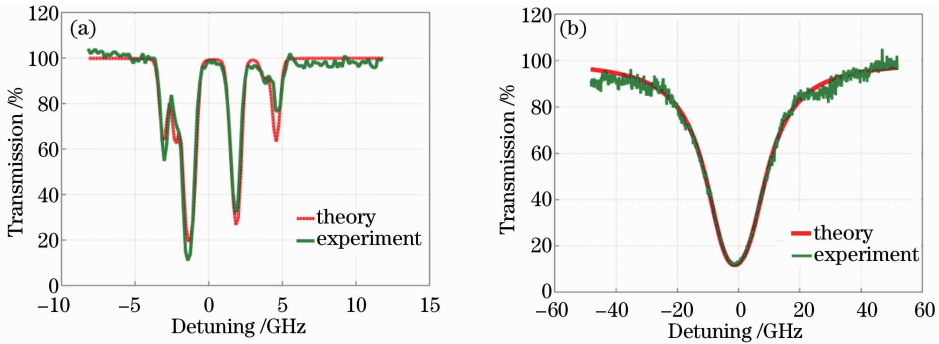 (a)
120
100
80
60
40
20
0
Transmission /%
−10 −5 0 5 10 15
Detuning /GHz
theory
experiment
(b)
120
100
80
60
40
20
0
Transmission /%
−60 −40 −20 0 20 40 60
Detuning /GHz
theory
experiment